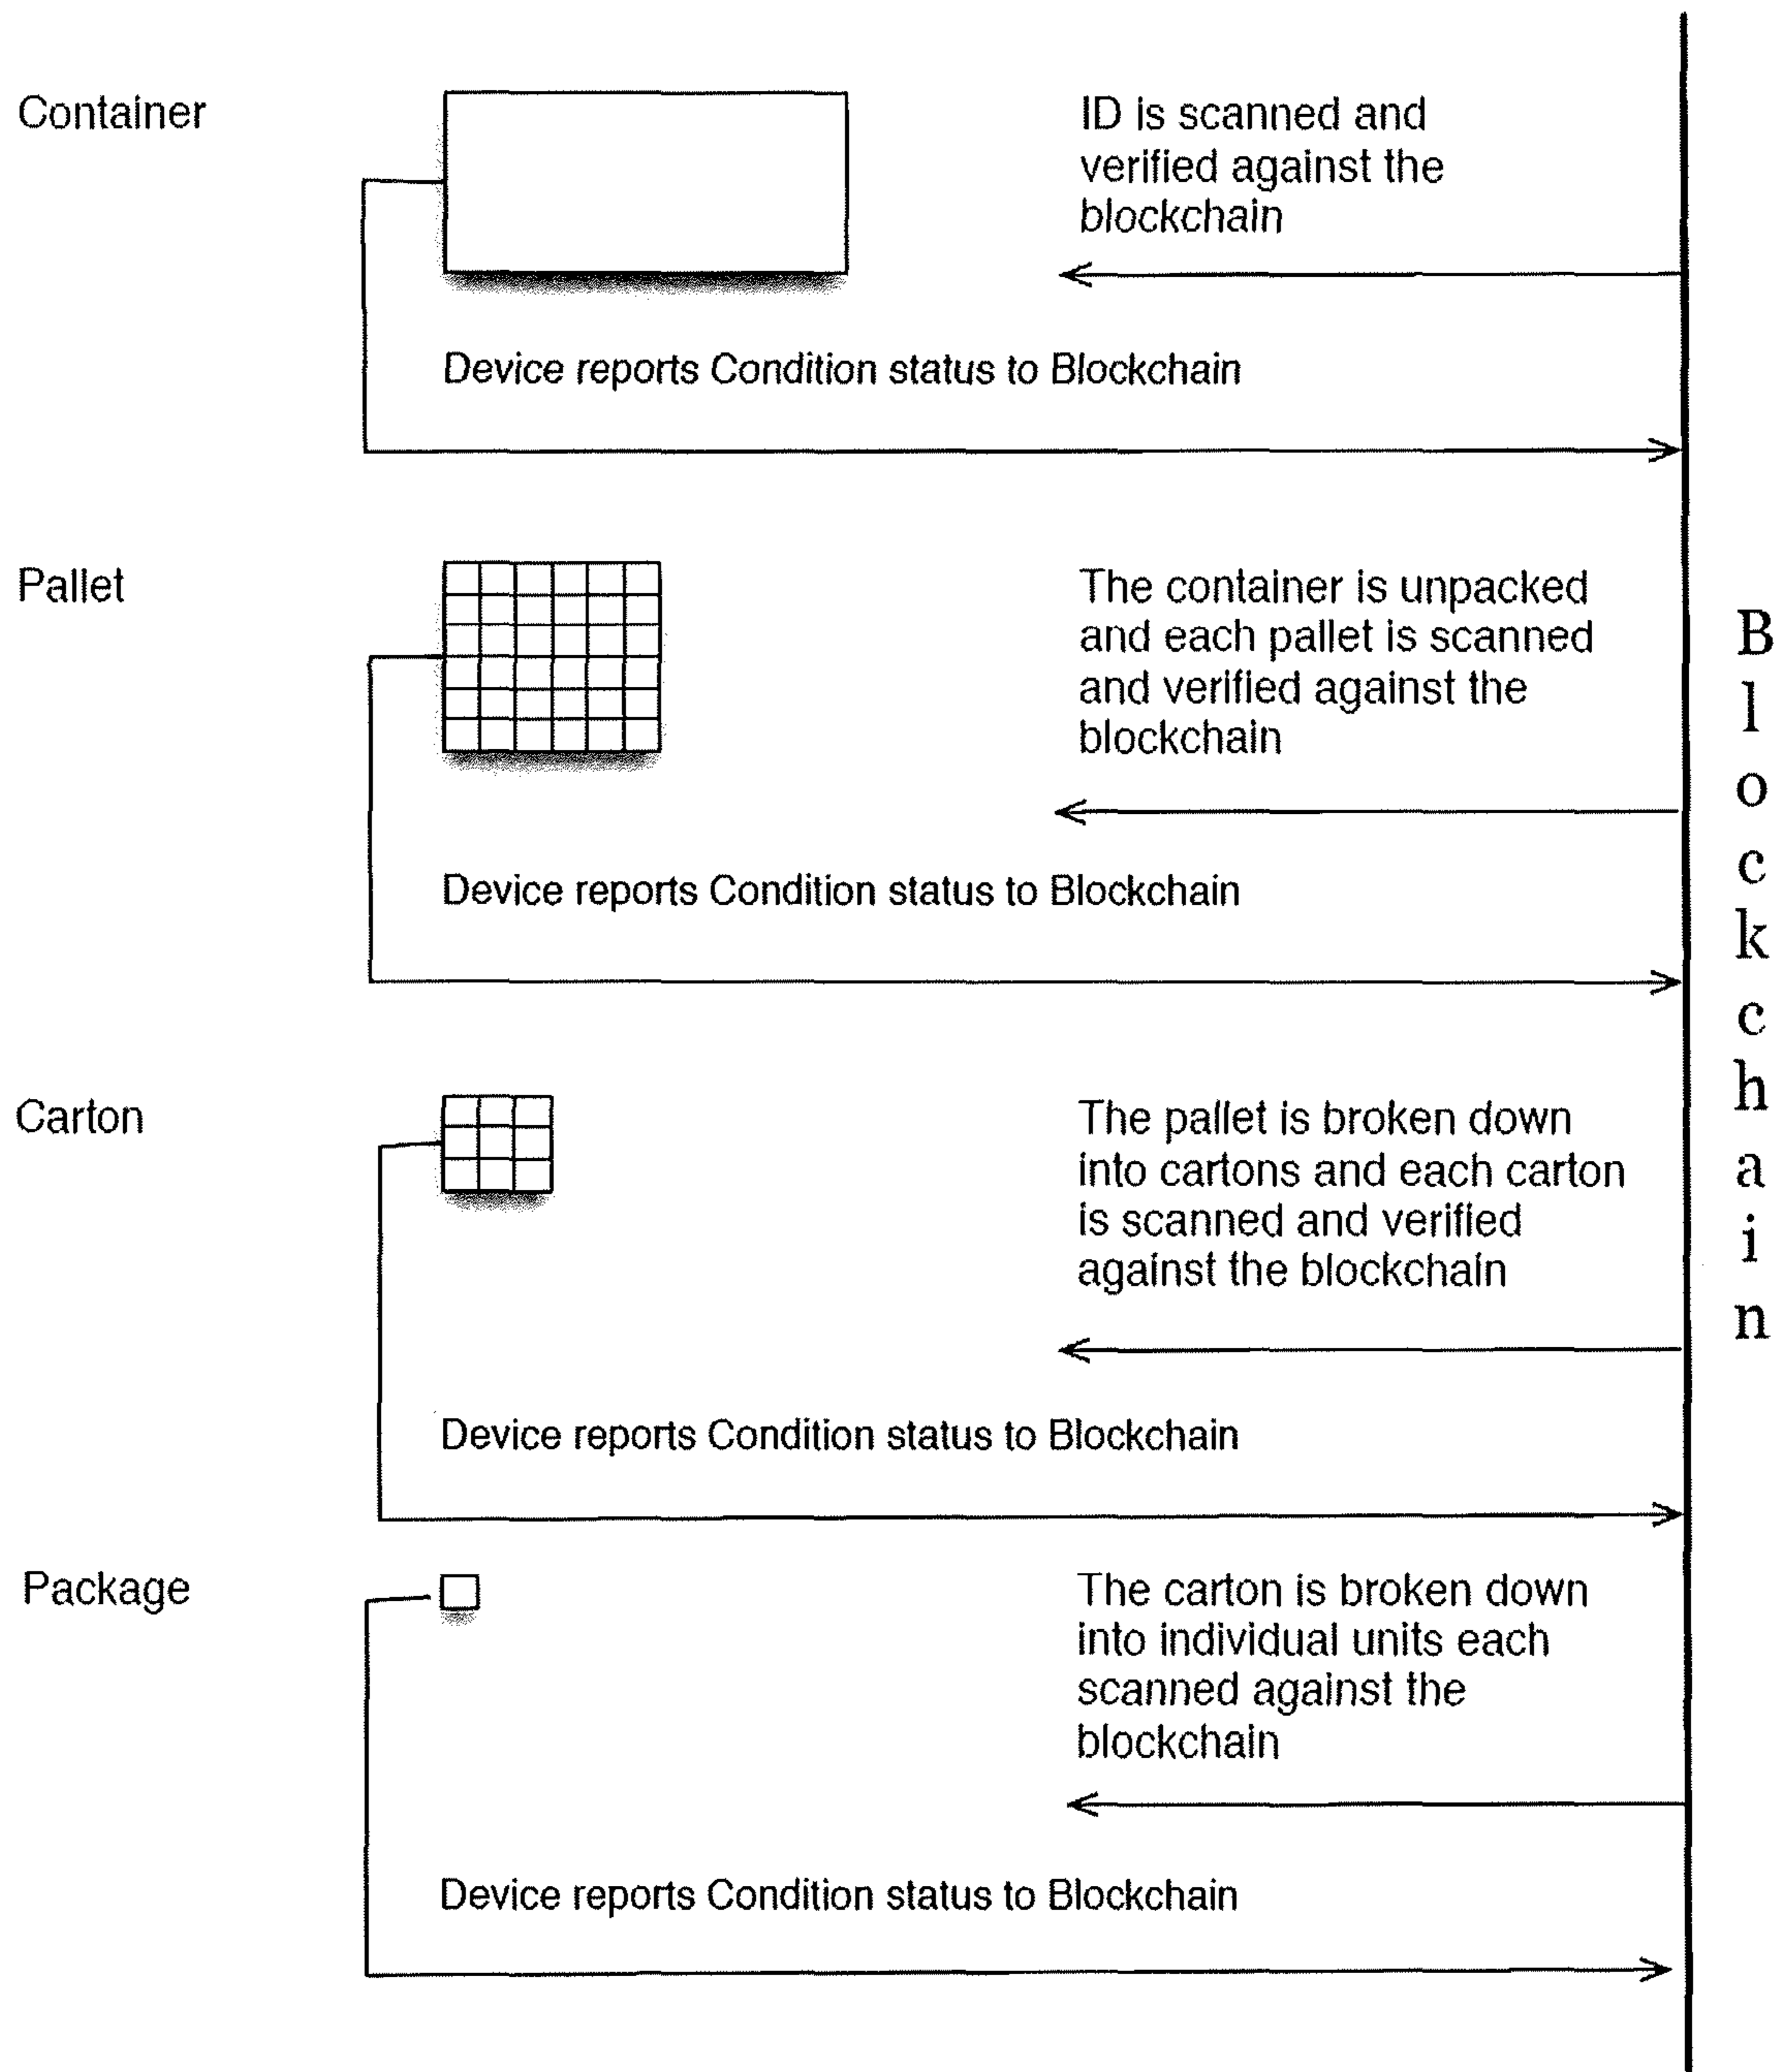 Container
ID is scanned and
verified against the
blockchain
Device reports Condition status to Blockchain
Pallet
The container is unpacked
and each pallet is scanned
and verified against the
blockchain
Device reports Condition status to Blockchain
Carton
The pallet is broken down
into cartons and each carton
is scanned and verified
against the blockchain
Device reports Condition status to Blockchain
Package
The carton is broken down
into individual units each
scanned against the
blockchain
Device reports Condition status to Blockchain
B
l
o
c
k
c
h
a
i
n